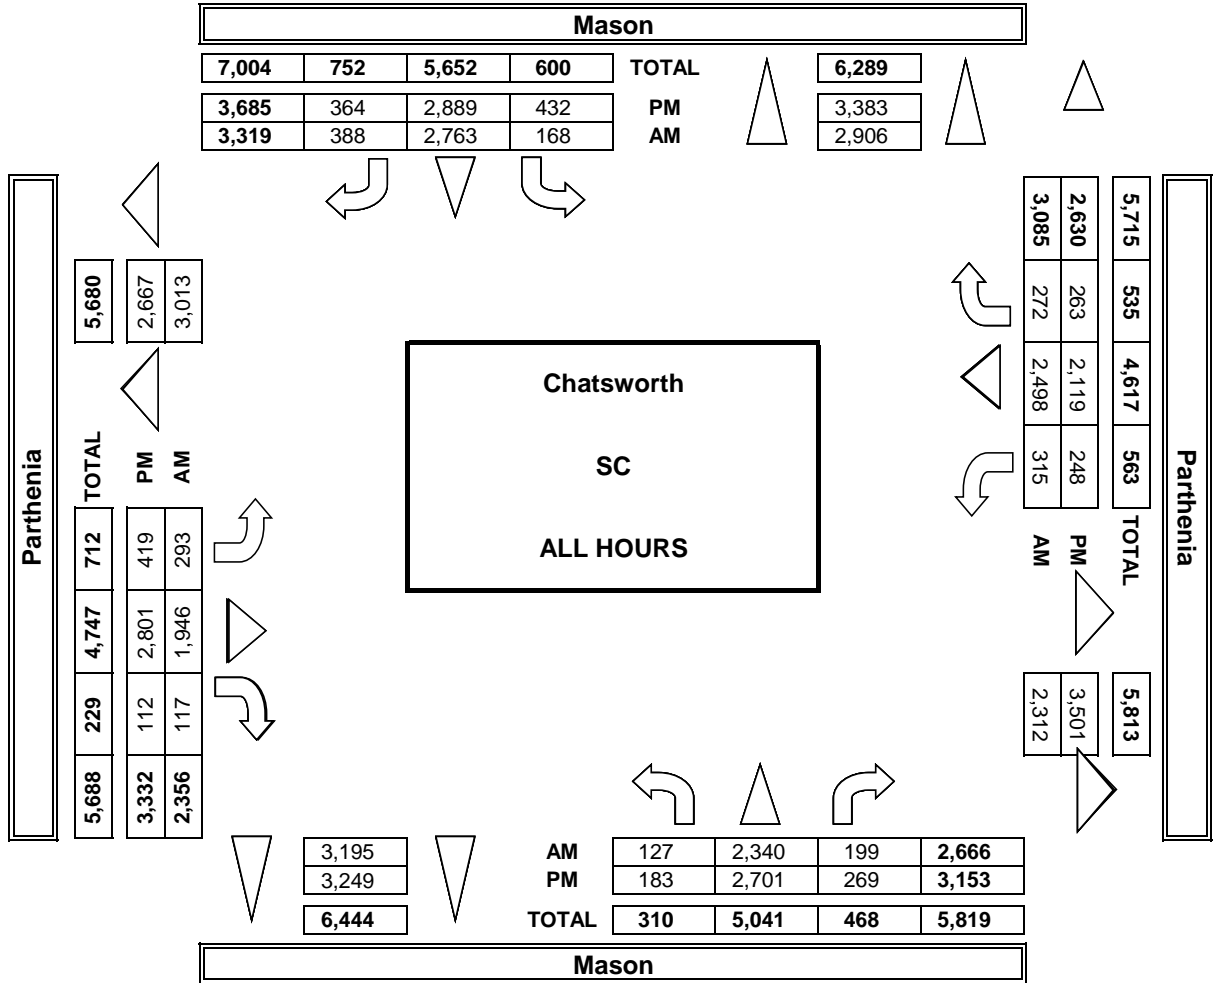 Mason
7,004 752 5,652 600 TOTAL 6,289
3,685 364 2,889 432 PM 3,383
3,319 388 2,763 168 AM 2,906
Parthenia
5,680
2,667
3,013
TOTAL
PM
AM
712 4,747 229 5,688
419 2,801 112 3,332
293 1,946 117 2,356
Chatsworth
SC
ALL HOURS
5,715 535 4,617 563 TOTAL 5,813
2,630 263 2,119 248 PM 3,501
3,085 272 2,498 315 AM 2,312
Parthenia
3,195 AM 127 2,340 199 2,666
3,249 PM 183 2,701 269 3,153
6,444 TOTAL 310 5,041 468 5,819
Mason